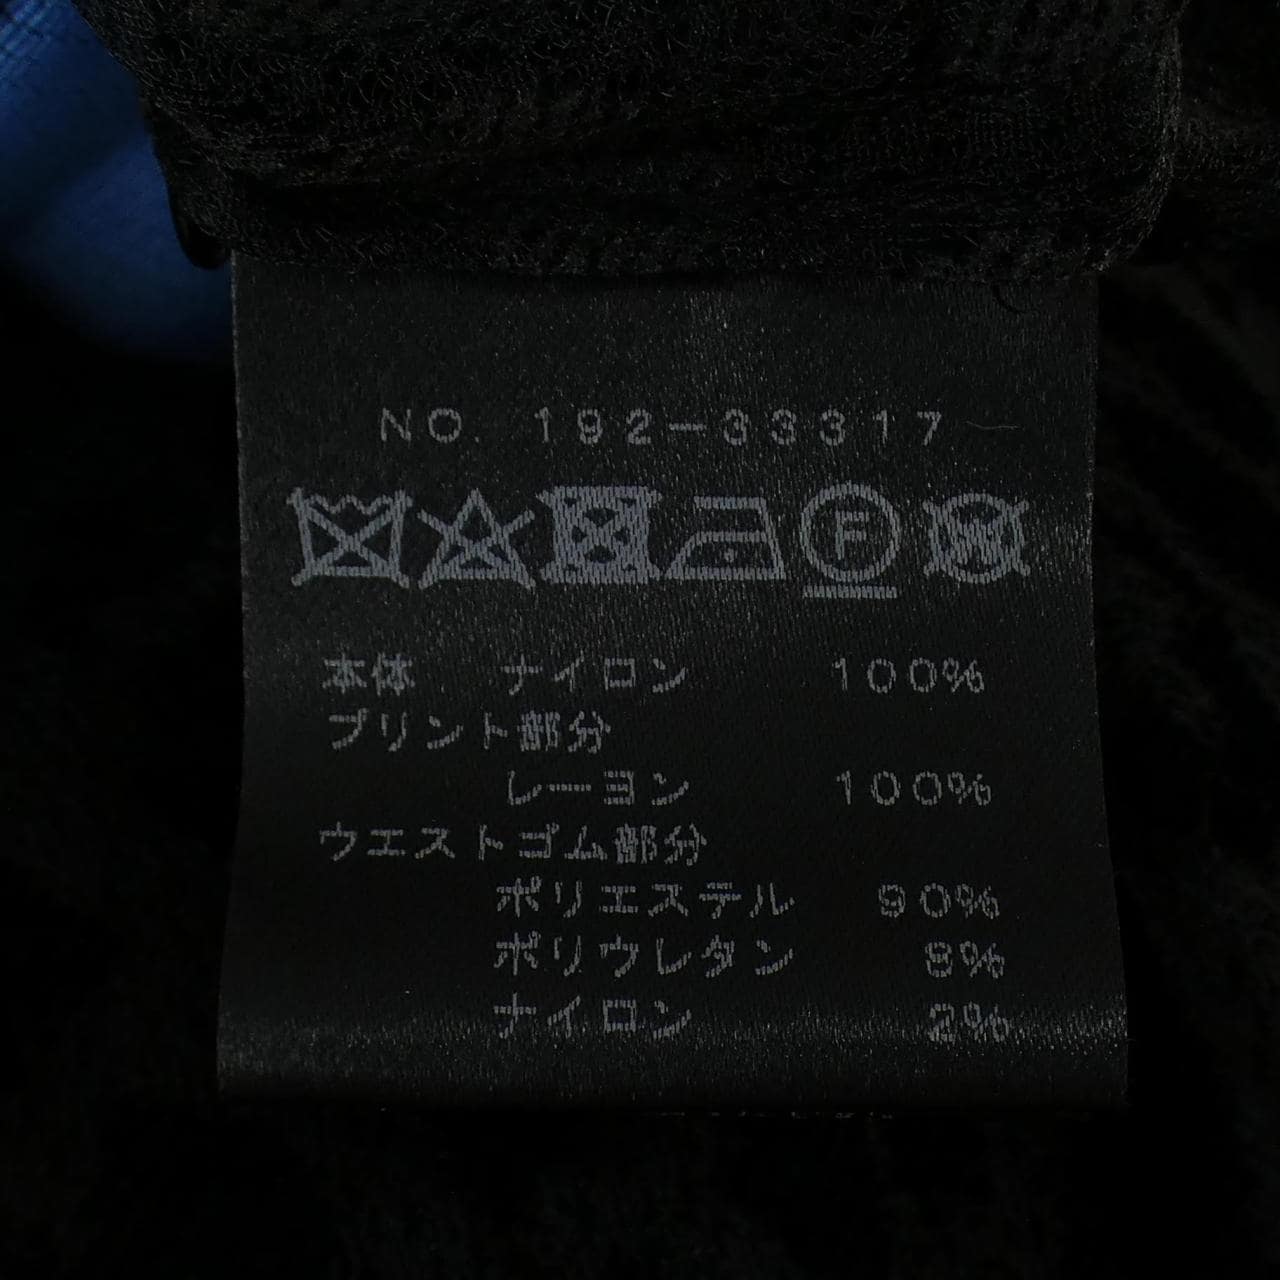 NO. 192-33317
F
W
本体 ナイロン 100%
プリント部分
レーヨン 100%
ウエストゴム部分
ポリエステル 90%
ポリウレタン 8%
ナイロン 2%